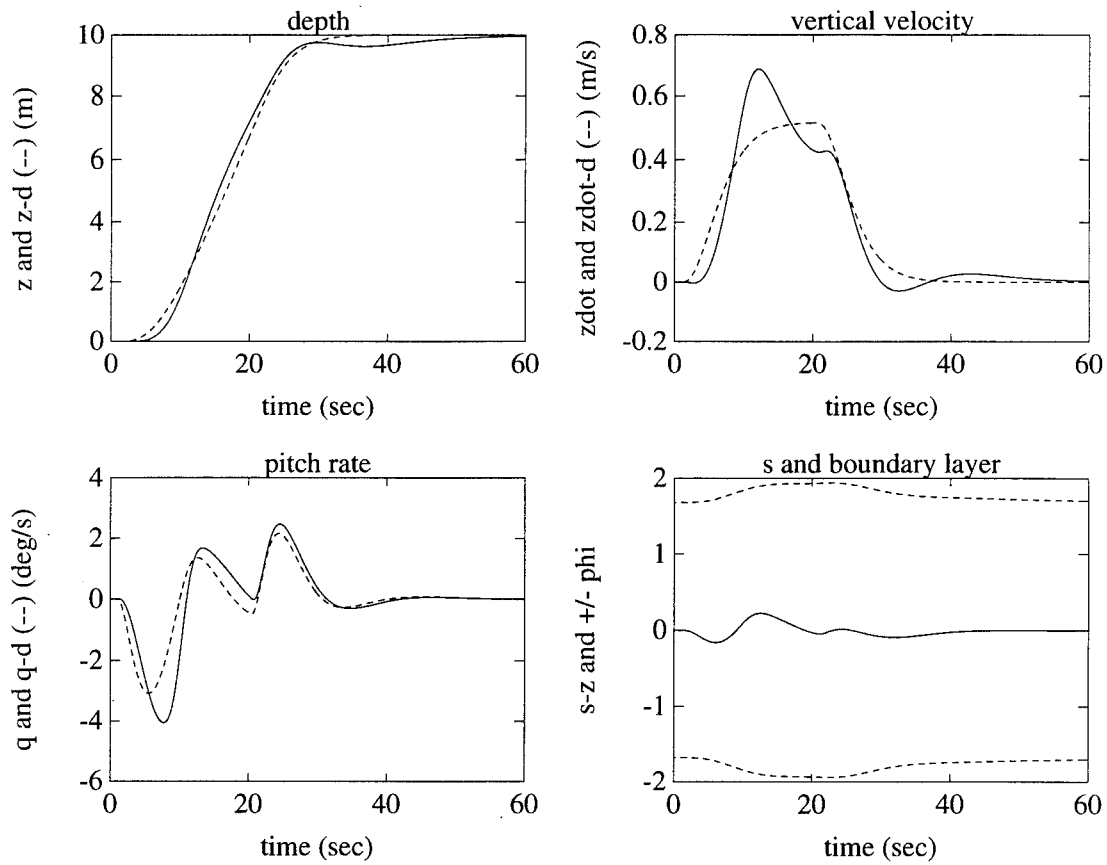 depth
z and z-d (--) (m)
10
8
6
4
2
0
0 20 40 60
time (sec)
vertical velocity
zdot and zdot-d (--) (m/s)
0.8
0.6
0.4
0.2
0
-0.2
0 20 40 60
time (sec)
pitch rate
q and q-d (--) (deg/s)
4
2
0
-2
-4
-6
0 20 40 60
time (sec)
s and boundary layer
s-z and +/- phi
2
1
0
-1
-2
0 20 40 60
time (sec)